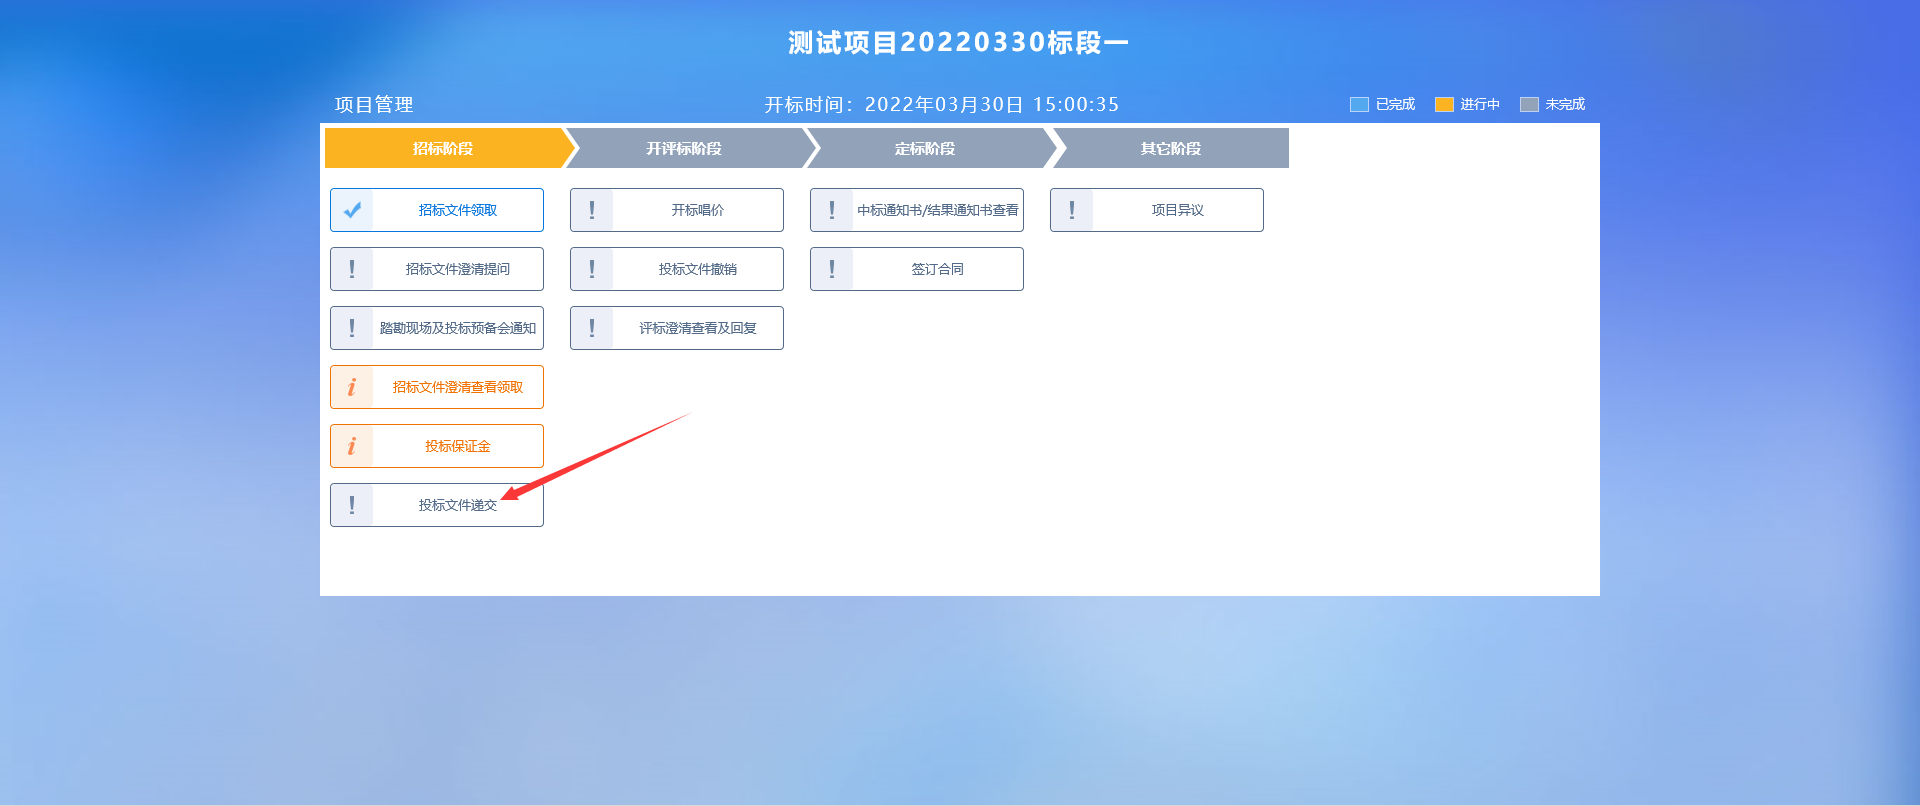 测试项目20220330标段一
项目管理
开标时间：2022年03月30日 15:00:35
已完成
进行中
未完成
招标阶段
开评标阶段
定标阶段
其它阶段
招标文件领取
开标唱价
中标通知书/结果通知书查看
项目异议
招标文件澄清提问
投标文件撤销
签订合同
踏勘现场及投标预备会通知
评标澄清查看及回复
招标文件澄清查看领取
投标保证金
投标文件递交